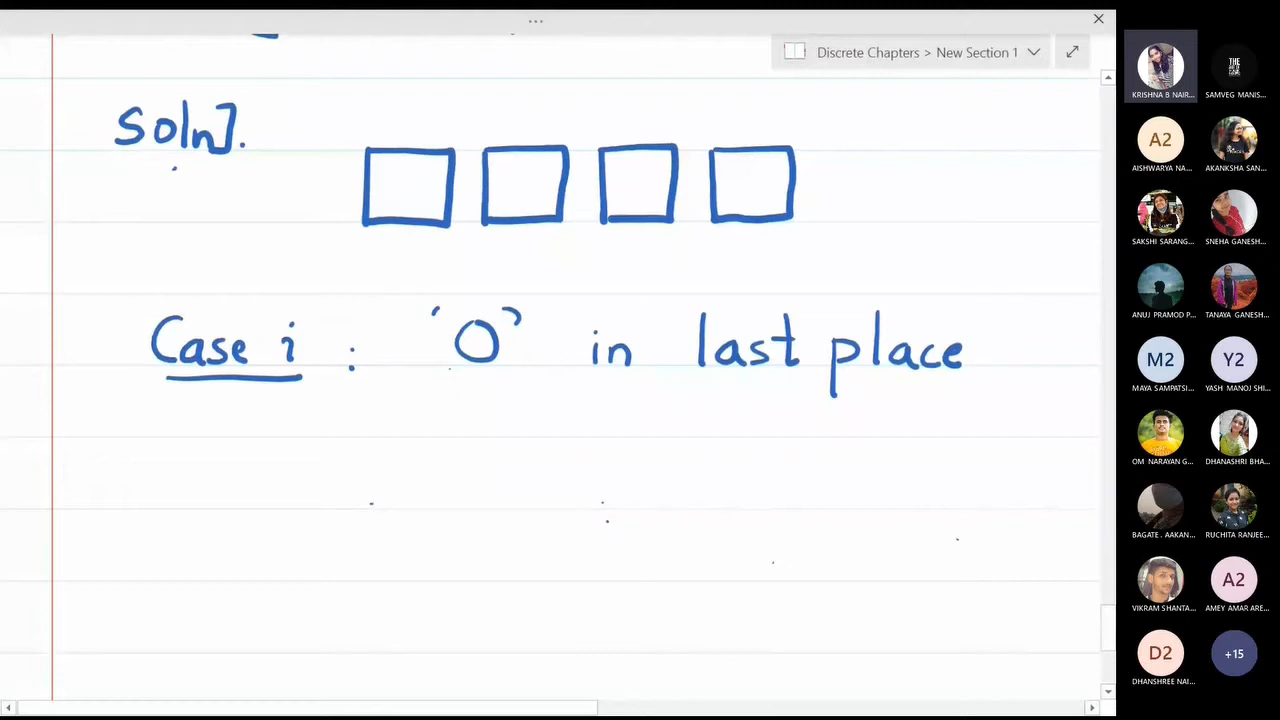 ...
Discrete Chapters > New Section 1
Soln].
Case i : '0' in last place
KRISHNA B NAIR...
SAMVEG MANIS...
A2
AISHWARYA NA...
AKANKSHA SAN...
SAKSHI SARANG...
SNEHA GANESH...
ANUJ PRAMOD P...
TANAYA GANESH...
M2
MAYA SAMPATSI...
Y2
YASH MANOJ SHI...
OM NARAYAN G...
DHANASHRI BHA...
BAGATE . AAKAN...
RUCHITA RANJEE...
VIKRAM SHANTA...
A2
AMEY AMAR ARE...
D2
DHANSHREE NAI...
+15